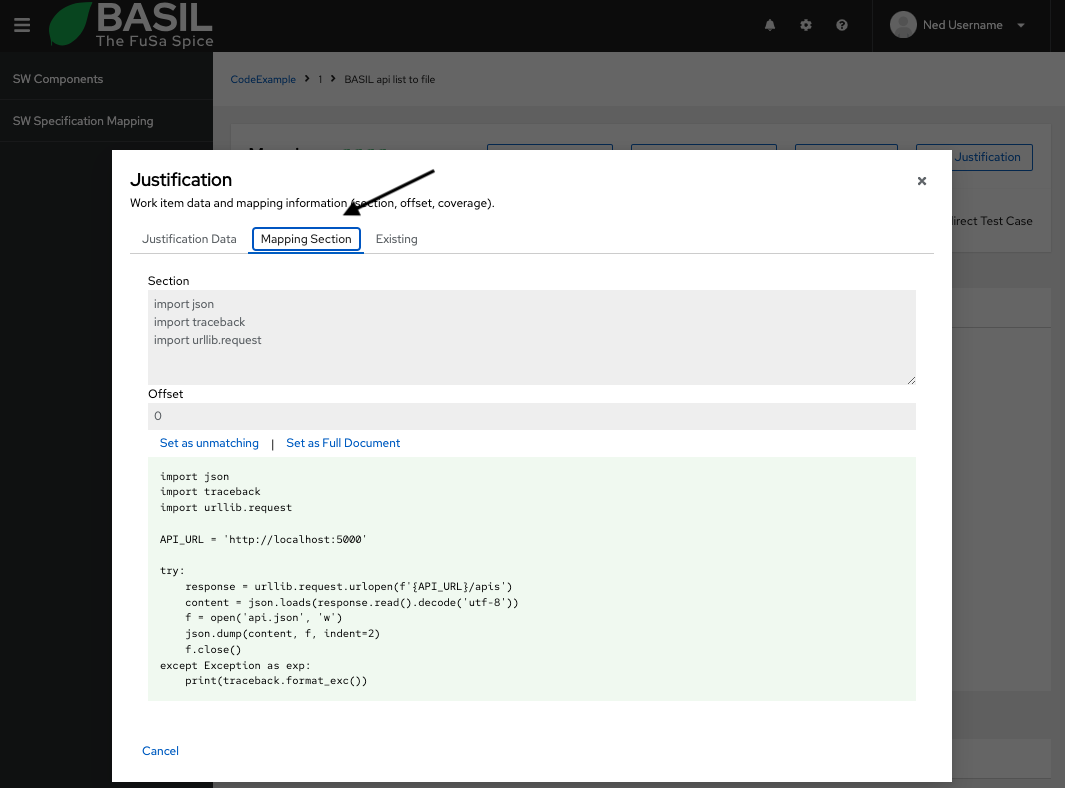 BASIL
The FuSa Spice
Ned Username
SW Components
SW Specification Mapping
CodeExample > 1 > BASIL api list to file
Justification
direct Test Case
Justification
Work item data and mapping information (section, offset, coverage).
Justification Data
Mapping Section
Existing
Section
import json
import traceback
import urllib.request
Offset
0
Set as unmatching | Set as Full Document
import json
import traceback
import urllib.request
API_URL = 'http://localhost:5000'
try:
    response = urllib.request.urlopen(f'{API_URL}/apis')
    content = json.loads(response.read().decode('utf-8'))
    f = open('api.json', 'w')
    json.dump(content, f, indent=2)
    f.close()
except Exception as exp:
    print(traceback.format_exc())
Cancel